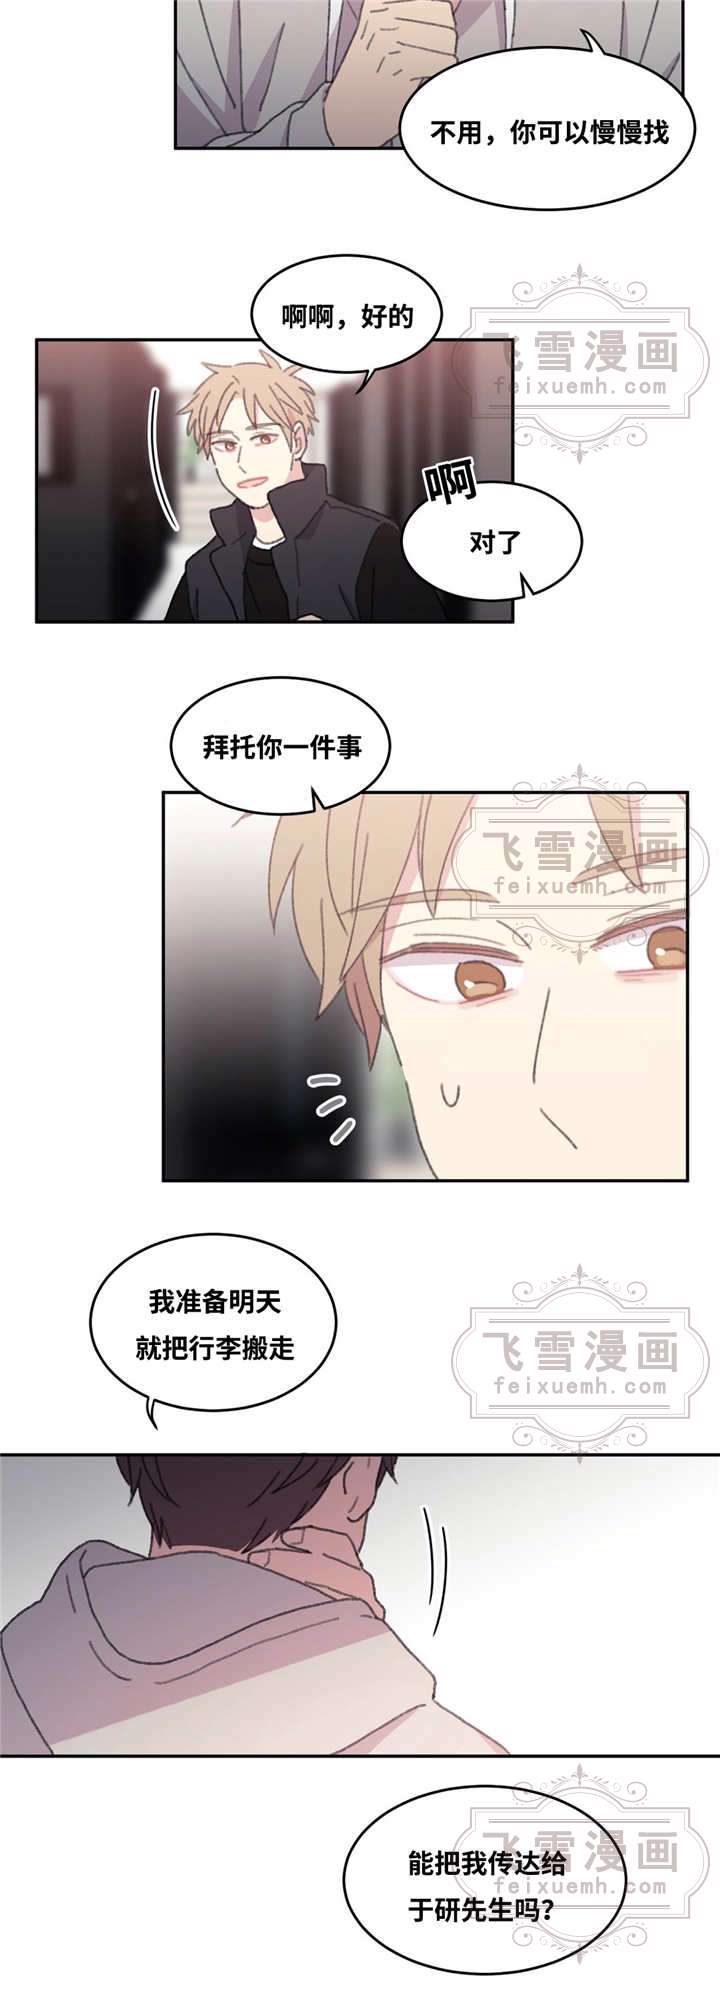 不用，你可以慢慢找
啊啊，好的
飞雪漫画
feixuemh.com
啊
对了
拜托你一件事
飞雪漫画
feixuemh.com
我准备明天
就把行李搬走
飞雪漫画
feixuemh.com
能把我传达给
于研先生吗？
飞雪漫画
feixuemh.com